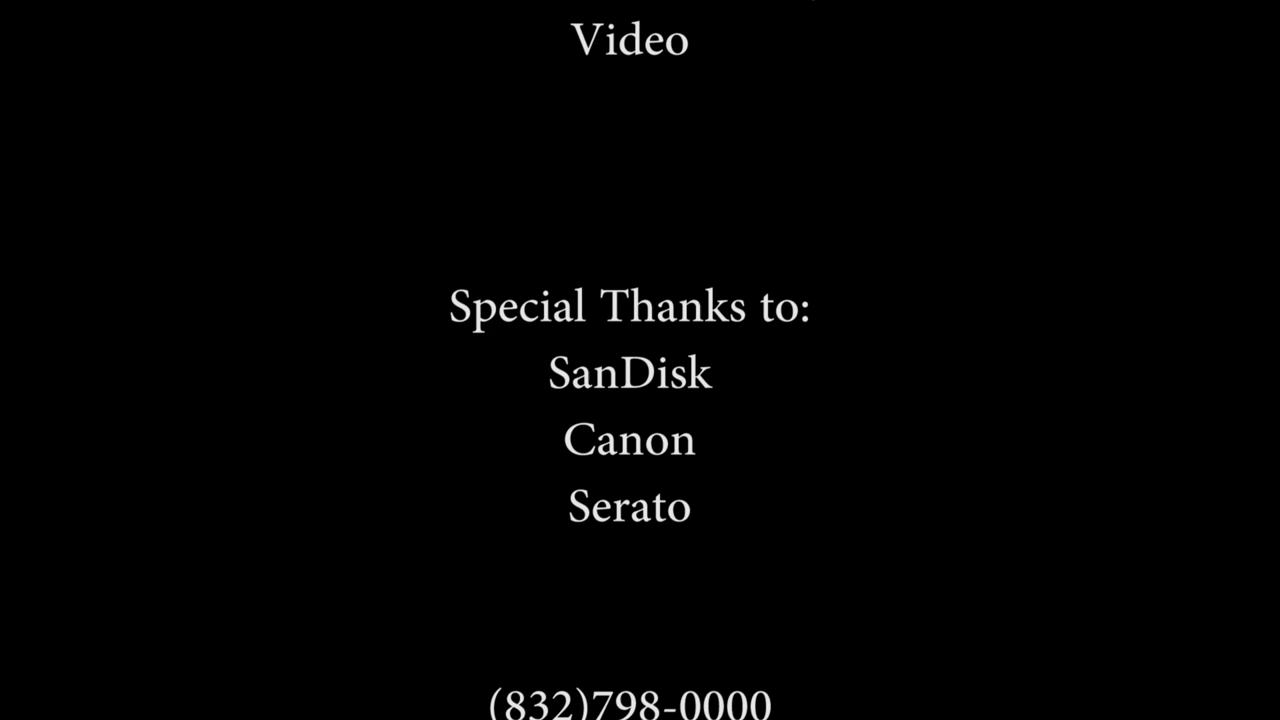 Video
Special Thanks to:
SanDisk
Canon
Serato
(832)798-0000